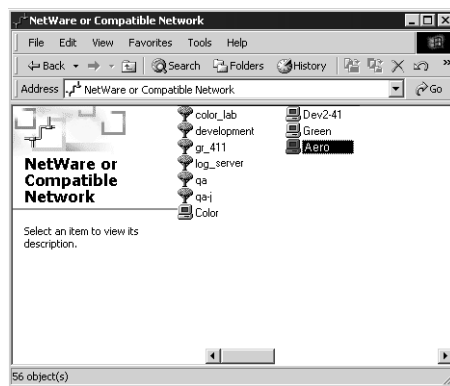 NetWare or Compatible Network
File Edit View Favorites Tools Help
Back Search Folders History »
Address NetWare or Compatible Network Go
NetWare or
Compatible
Network
Select an item to view its
description.
color_lab
development
gr_411
log_server
qa
qa-j
Color
Dev2-41
Green
Aero
56 object(s)